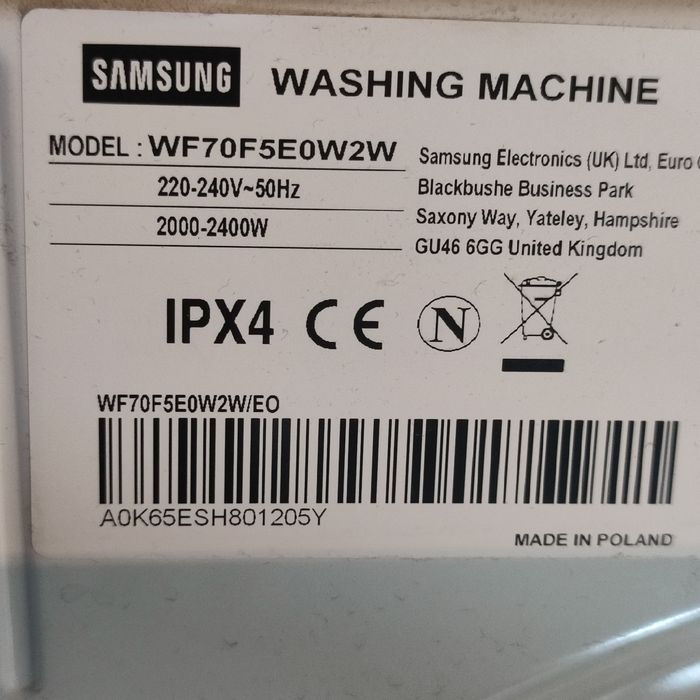 SAMSUNG WASHING MACHINE
MODEL : WF70F5E0W2W
220-240V~50Hz
2000-2400W
Samsung Electronics (UK) Ltd, Euro
Blackbushe Business Park
Saxony Way, Yateley, Hampshire
GU46 6GG United Kingdom
IPX4 CE N
WF70F5E0W2W/EO
A0K65ESH801205Y
MADE IN POLAND